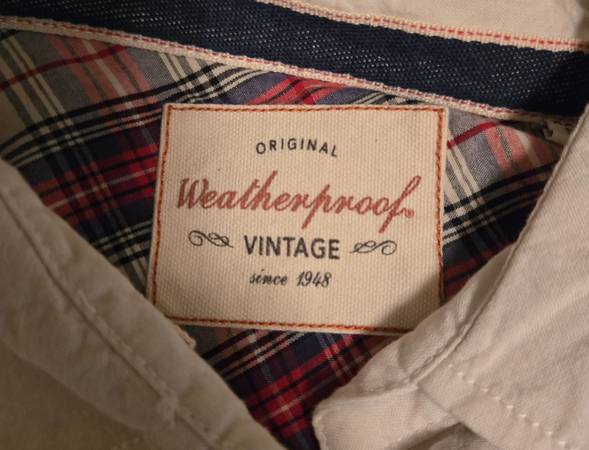 ORIGINAL
Weatherproof®
VINTAGE
since 1948